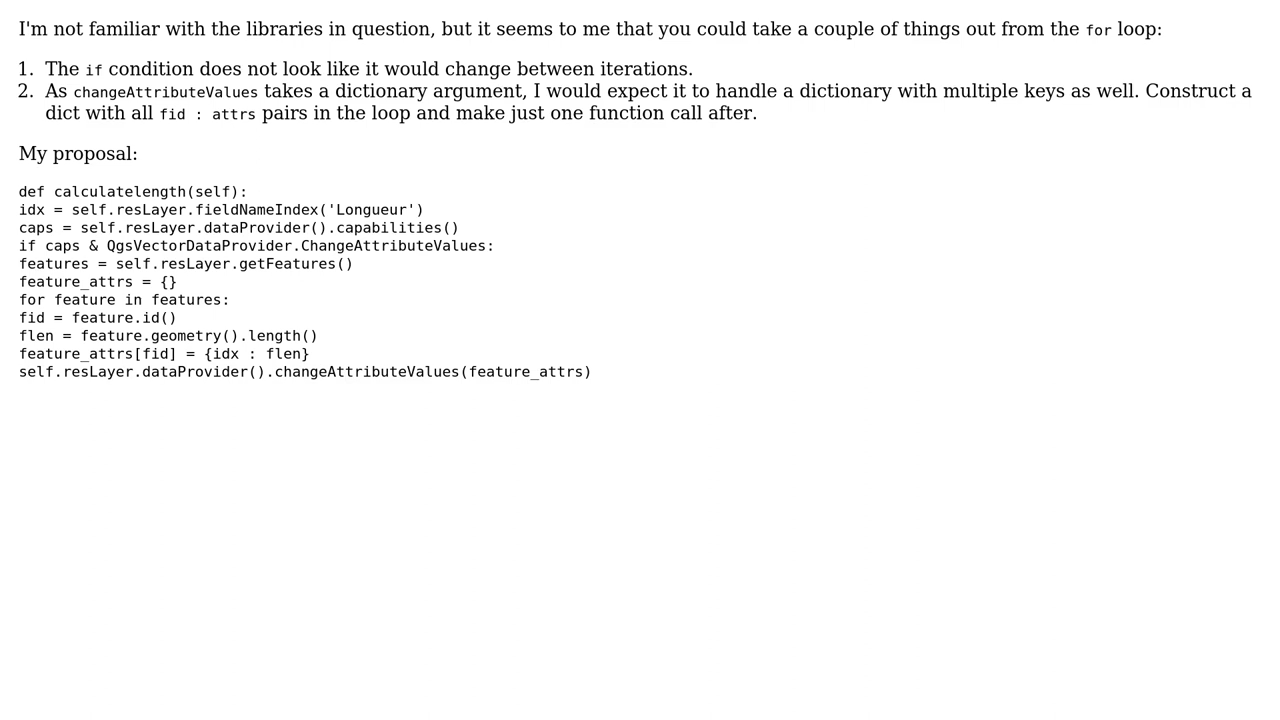 I'm not familiar with the libraries in question, but it seems to me that you could take a couple of things out from the for loop:
1. The if condition does not look like it would change between iterations.
2. As changeAttributeValues takes a dictionary argument, I would expect it to handle a dictionary with multiple keys as well. Construct a
dict with all fid : attrs pairs in the loop and make just one function call after.
My proposal:
def calculatelength(self):
idx = self.resLayer.fieldNameIndex('Longueur')
caps = self.resLayer.dataProvider().capabilities()
if caps & QgsVectorDataProvider.ChangeAttributeValues:
features = self.resLayer.getFeatures()
feature_attrs = {}
for feature in features:
fid = feature.id()
flen = feature.geometry().length()
feature_attrs[fid] = {idx : flen}
self.resLayer.dataProvider().changeAttributeValues(feature_attrs)